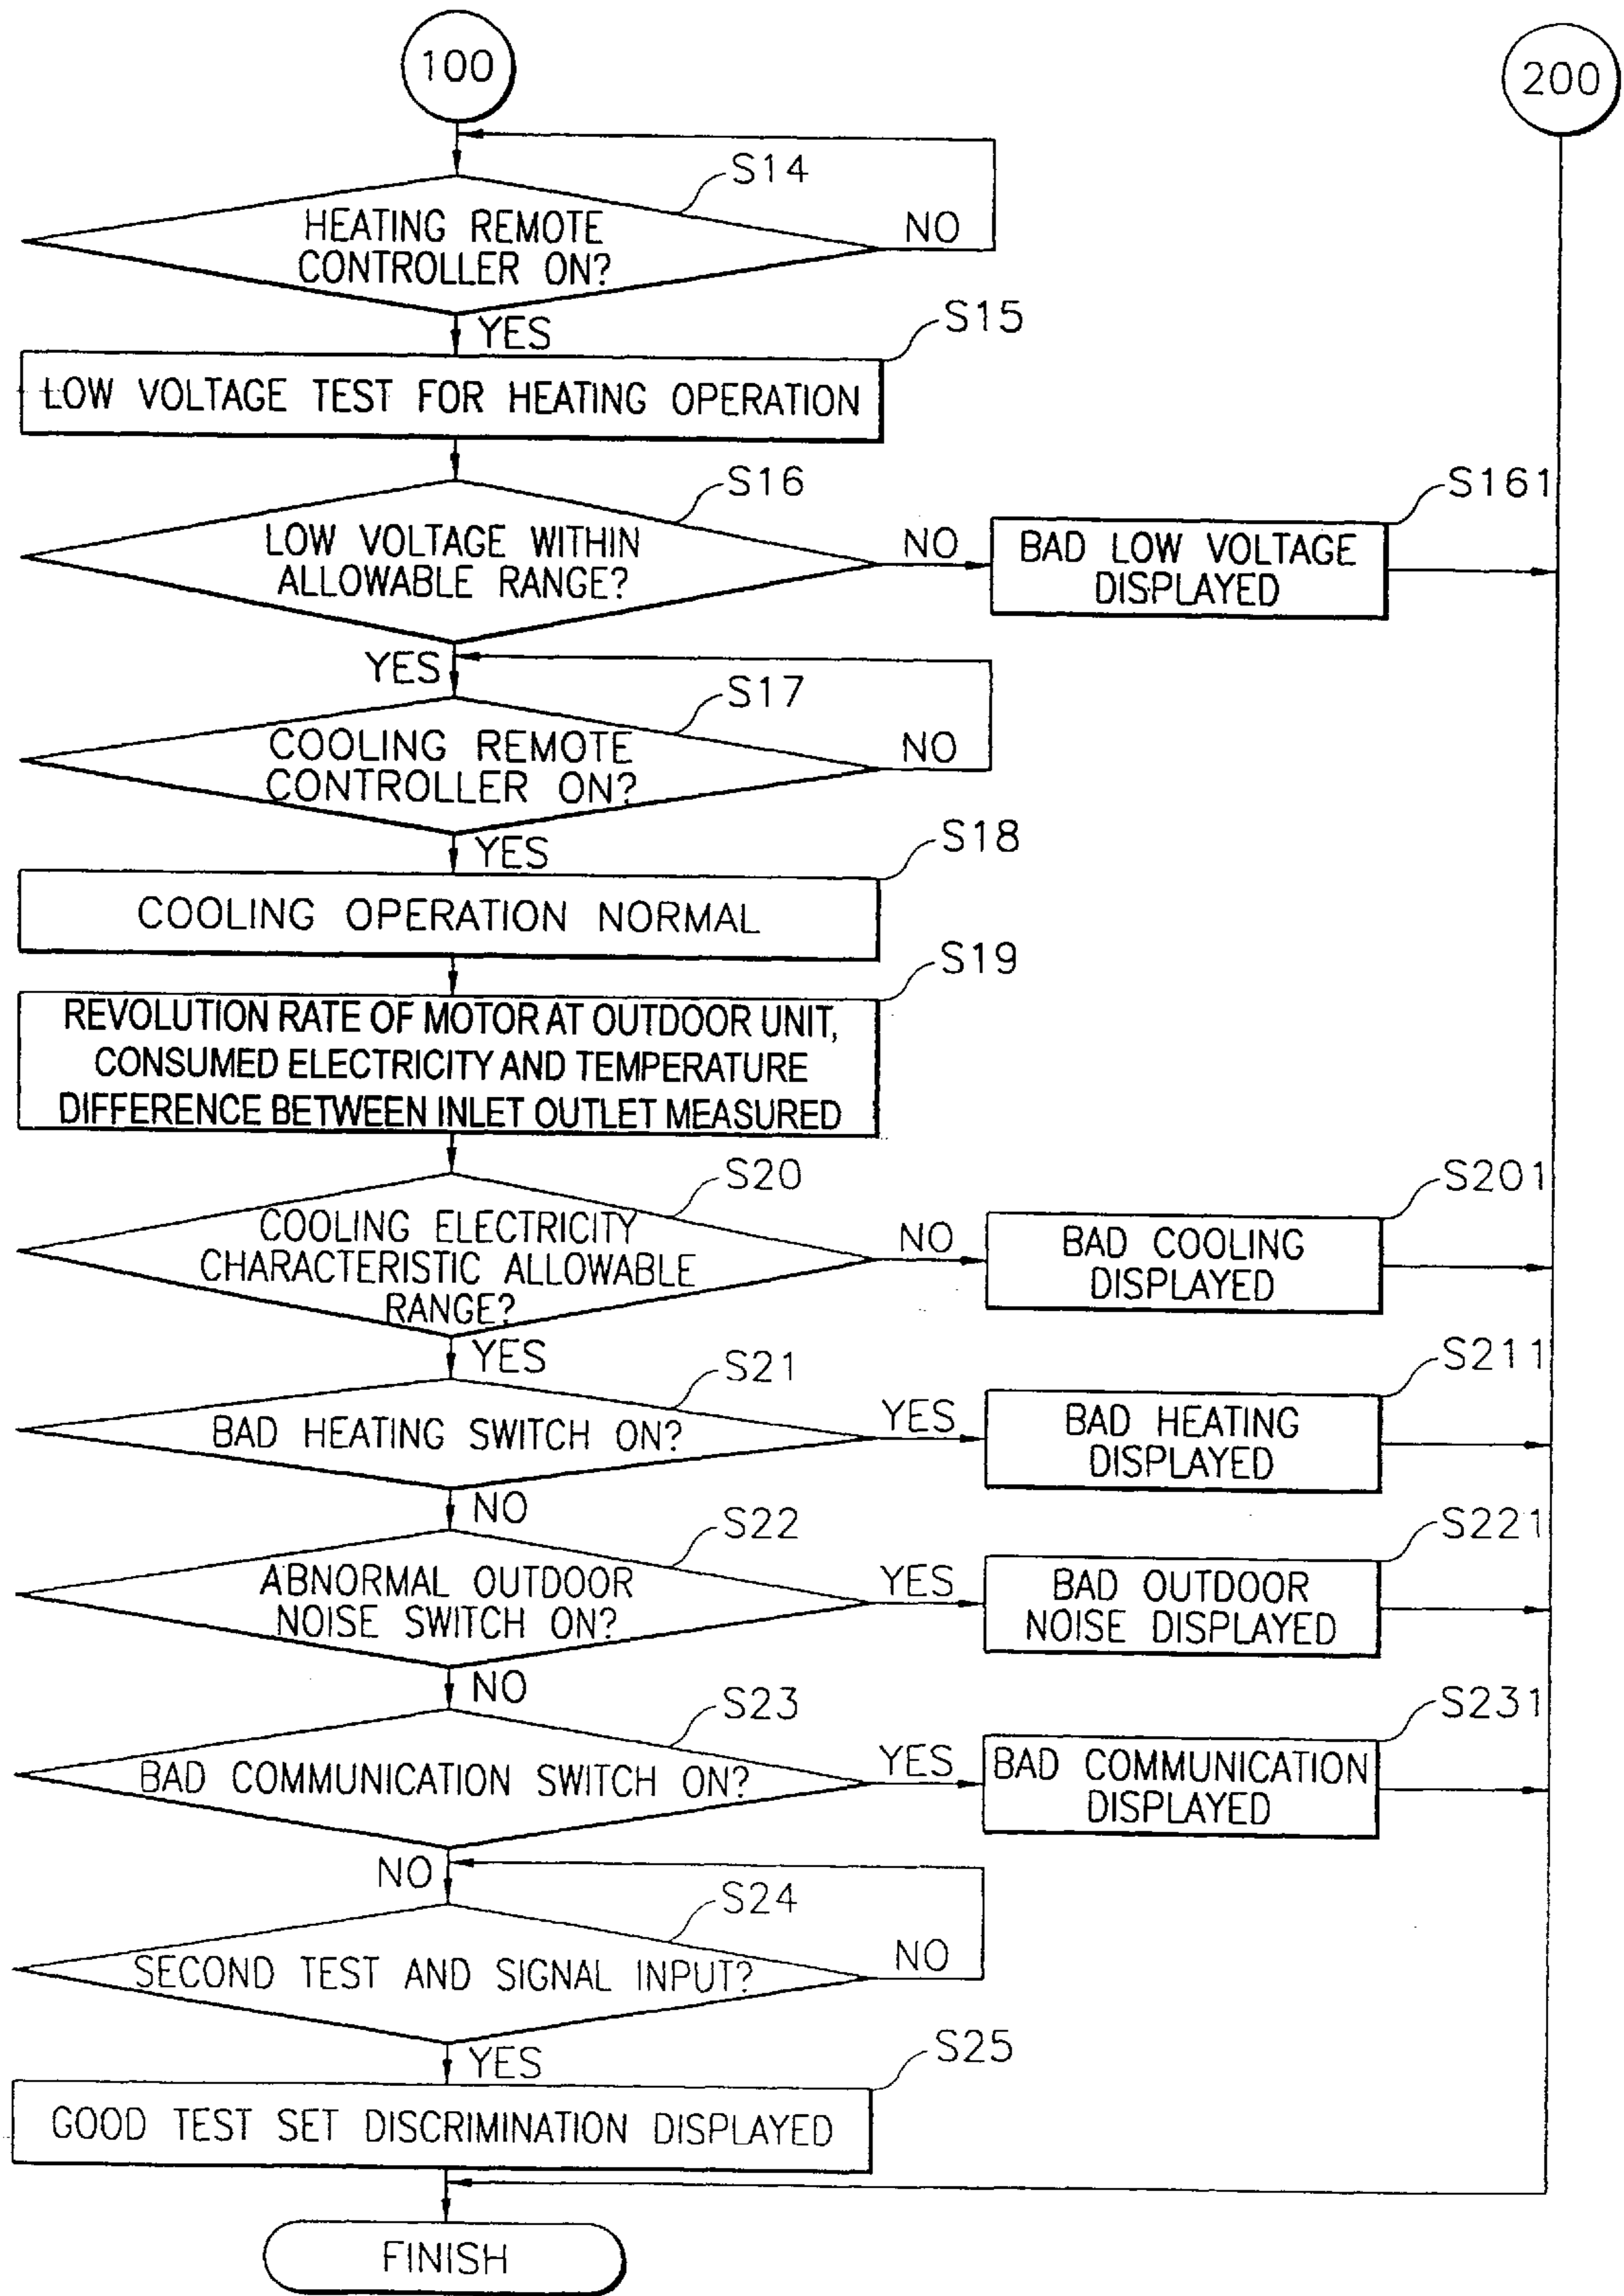 100
200
S14
HEATING REMOTE
CONTROLLER ON?
NO
YES
S15
LOW VOLTAGE TEST FOR HEATING OPERATION
S16
LOW VOLTAGE WITHIN
ALLOWABLE RANGE?
NO
S161
BAD LOW VOLTAGE
DISPLAYED
YES
S17
COOLING REMOTE
CONTROLLER ON?
NO
YES
S18
COOLING OPERATION NORMAL
S19
REVOLUTION RATE OF MOTOR AT OUTDOOR UNIT,
CONSUMED ELECTRICITY AND TEMPERATURE
DIFFERENCE BETWEEN INLET OUTLET MEASURED
S20
COOLING ELECTRICITY
CHARACTERISTIC ALLOWABLE
RANGE?
NO
S201
BAD COOLING
DISPLAYED
YES
S21
BAD HEATING SWITCH ON?
YES
S211
BAD HEATING
DISPLAYED
NO
S22
ABNORMAL OUTDOOR
NOISE SWITCH ON?
YES
S221
BAD OUTDOOR
NOISE DISPLAYED
NO
S23
BAD COMMUNICATION SWITCH ON?
YES
S231
BAD COMMUNICATION
DISPLAYED
NO
S24
SECOND TEST AND SIGNAL INPUT?
NO
YES
S25
GOOD TEST SET DISCRIMINATION DISPLAYED
FINISH